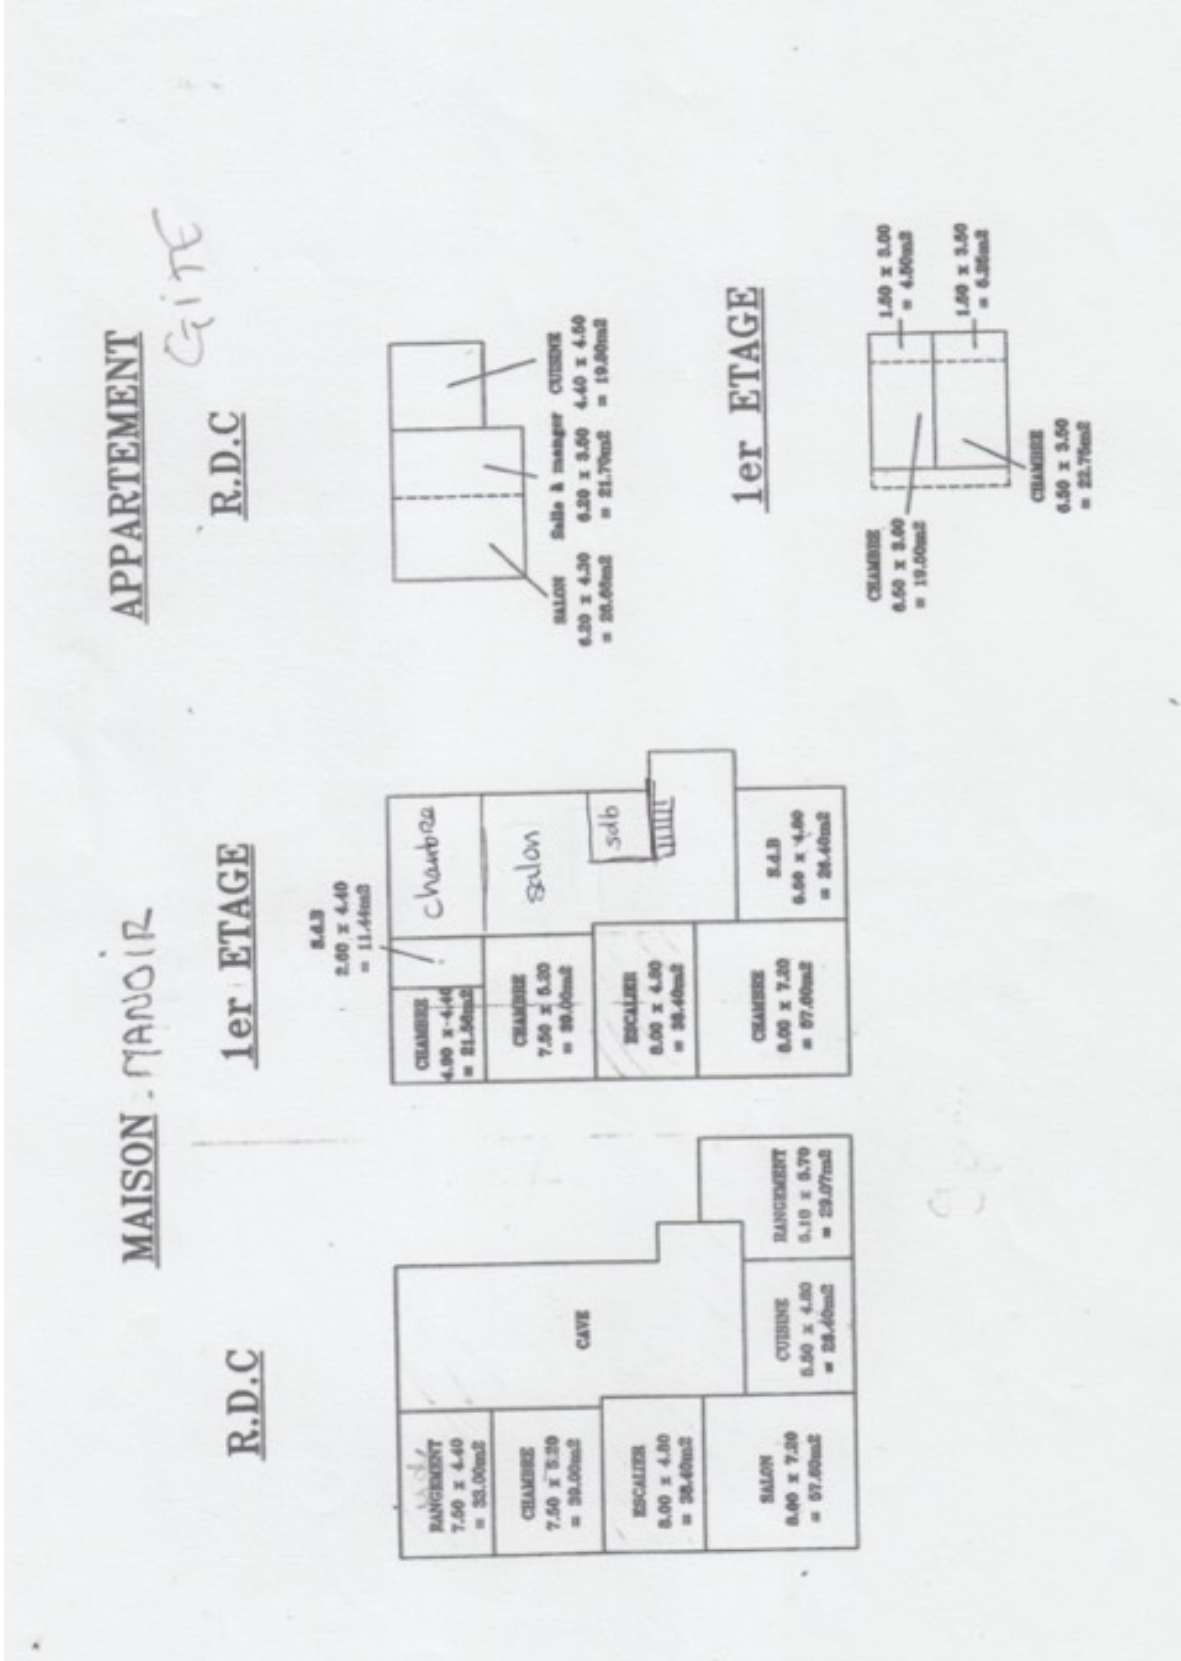 MAISON - MANOIR
R.D.C
RANGEMENT
7.50 x 4.40
= 33.00m2
CHAMBRE
7.50 x 5.20
= 39.00m2
ESCALIER
8.00 x 4.80
= 38.40m2
SALON
8.00 x 7.20
= 57.60m2
CAVE
CUISINE
5.50 x 4.80
= 26.40m2
RANGEMENT
5.10 x 5.70
= 29.07m2
1er ETAGE
S.d.B
2.60 x 4.40
= 11.44m2
CHAMBRE
4.90 x 4.40
= 21.56m2
chambre
CHAMBRE
7.50 x 5.20
= 39.00m2
salon
sdb
ESCALIER
8.00 x 4.80
= 38.40m2
CHAMBRE
8.00 x 7.20
= 57.60m2
S.d.B
5.50 x 4.80
= 26.40m2
APPARTEMENT
GiTE
R.D.C
SALON
6.20 x 4.30
= 26.66m2
Salle à manger
6.20 x 3.50
= 21.70m2
CUISINE
4.40 x 4.50
= 19.80m2
1er ETAGE
CHAMBRE
6.50 x 3.00
= 19.50m2
1.50 x 3.00
= 4.50m2
CHAMBRE
6.50 x 3.50
= 22.75m2
1.50 x 3.50
= 5.25m2